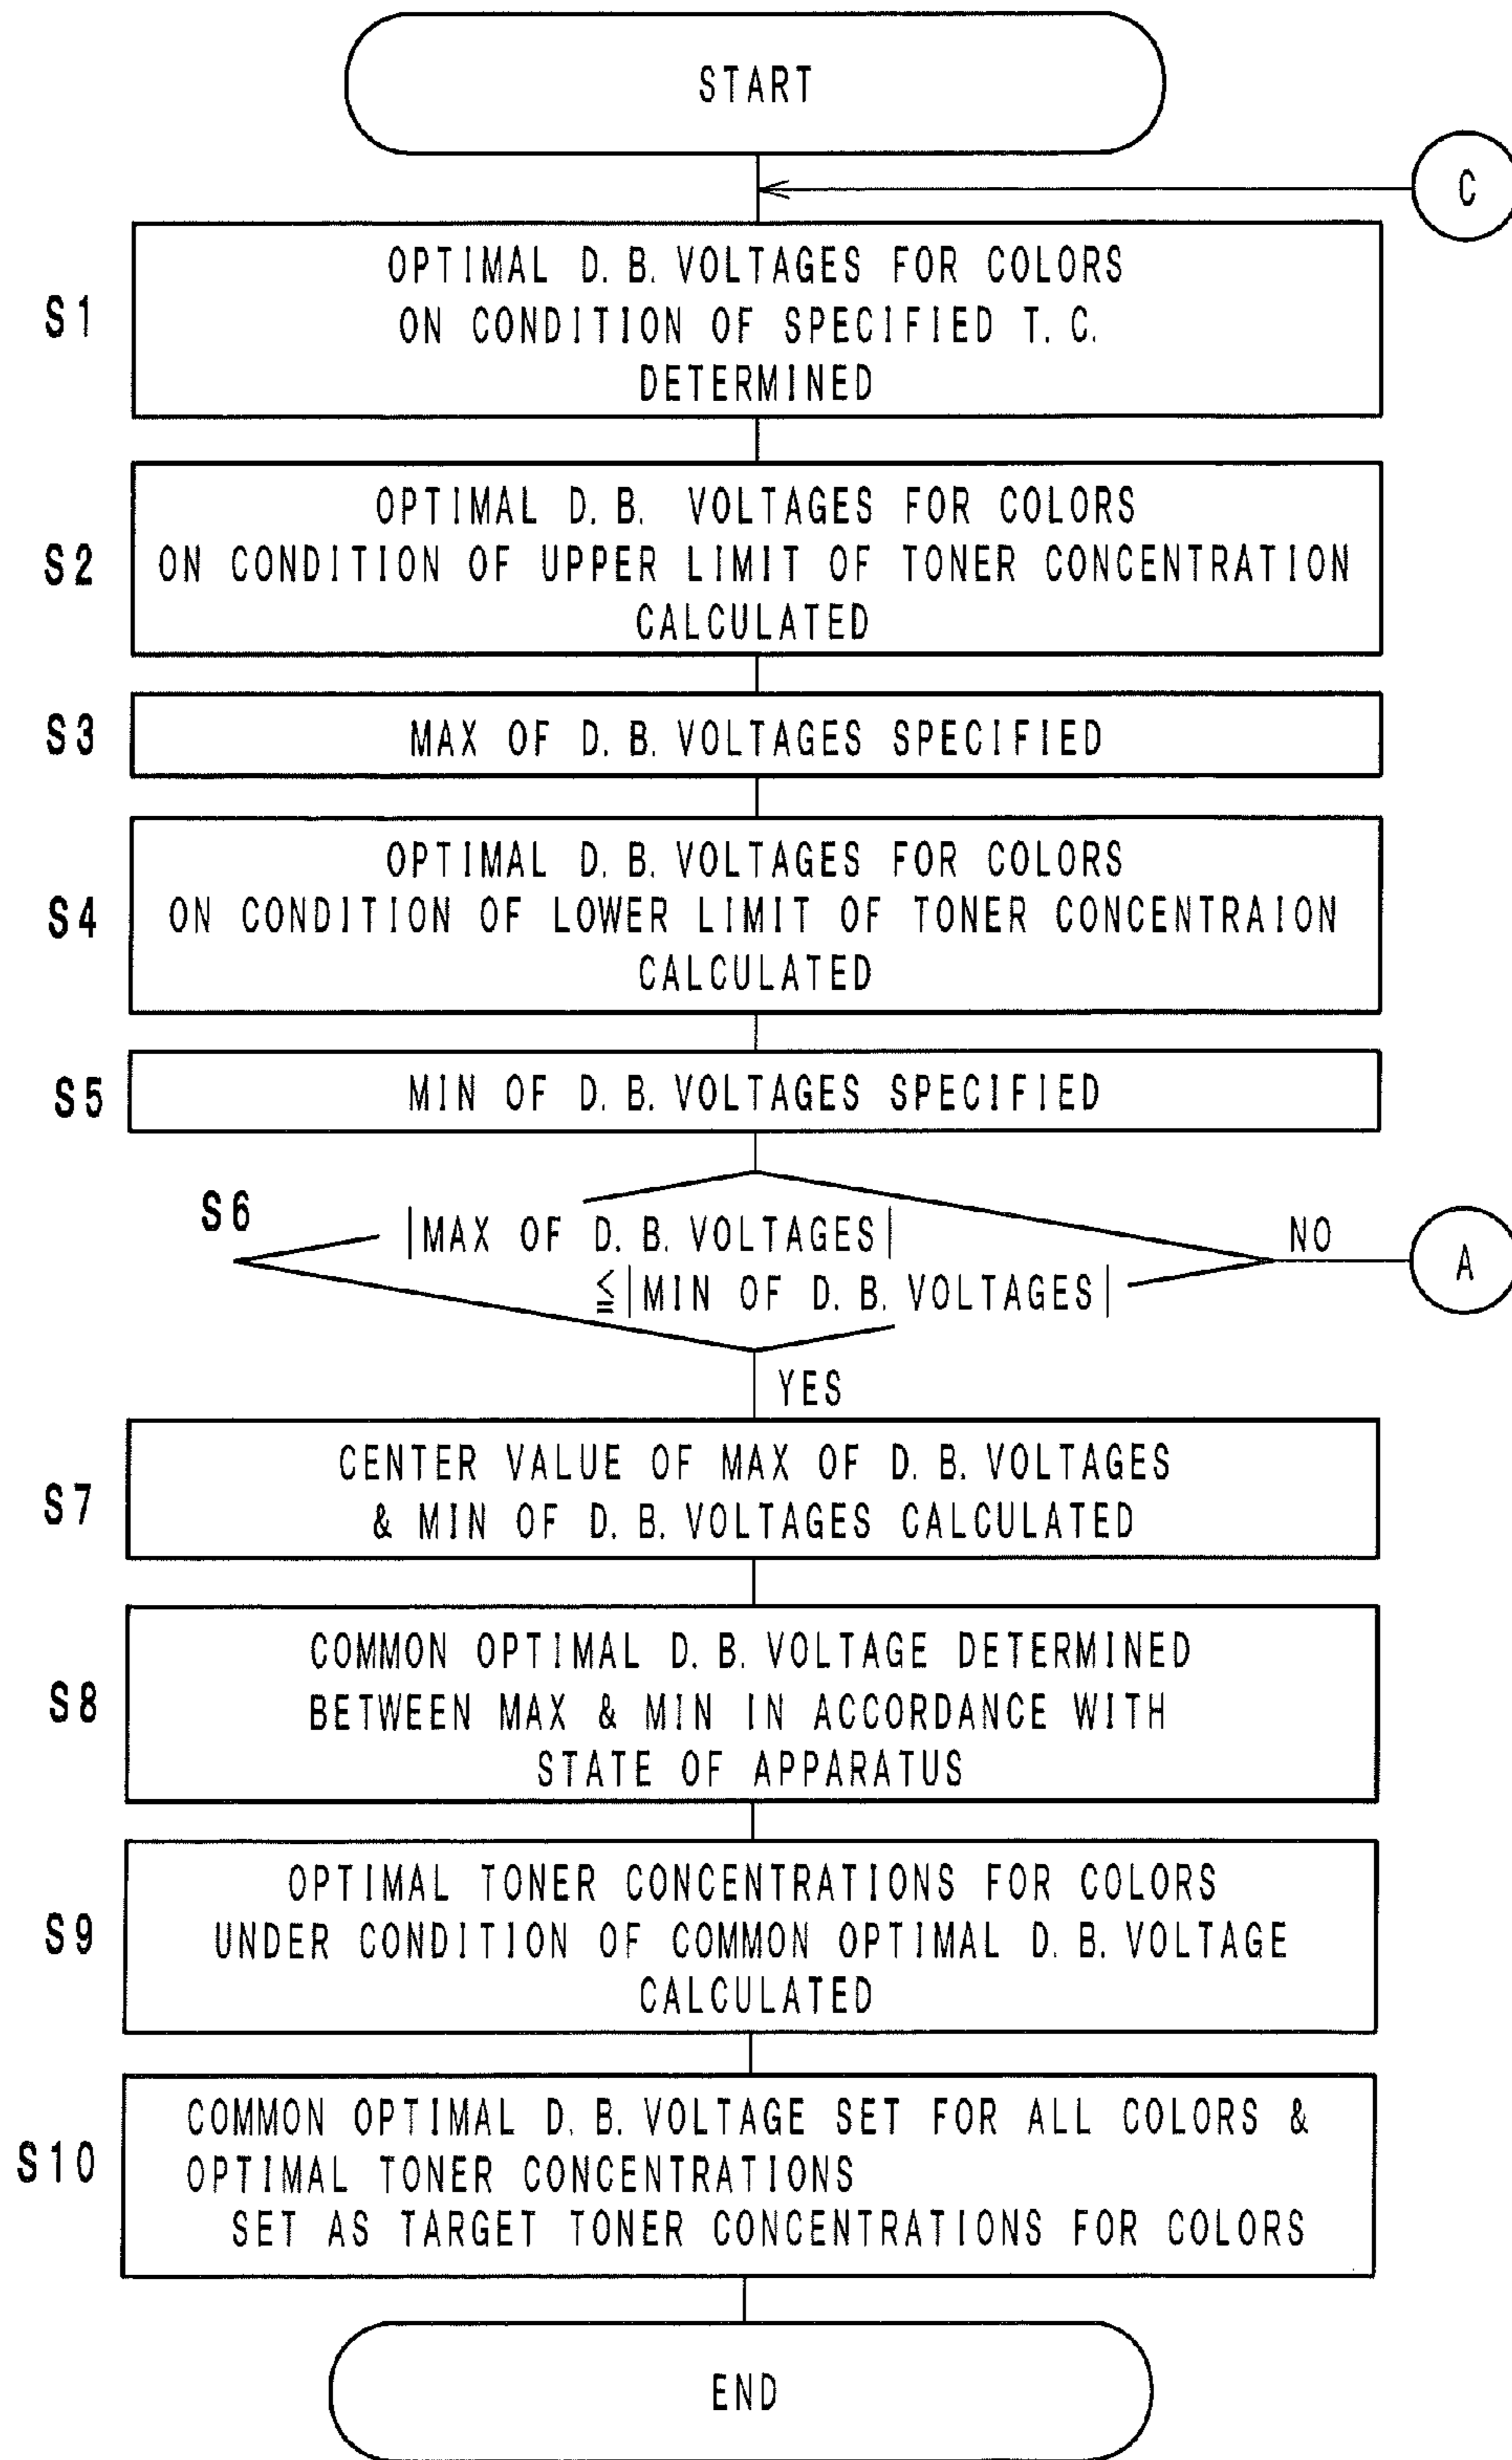 START
C
S1
OPTIMAL D. B. VOLTAGES FOR COLORS
ON CONDITION OF SPECIFIED T. C.
DETERMINED
S2
OPTIMAL D. B. VOLTAGES FOR COLORS
ON CONDITION OF UPPER LIMIT OF TONER CONCENTRATION
CALCULATED
S3
MAX OF D. B. VOLTAGES SPECIFIED
S4
OPTIMAL D. B. VOLTAGES FOR COLORS
ON CONDITION OF LOWER LIMIT OF TONER CONCENTRAION
CALCULATED
S5
MIN OF D. B. VOLTAGES SPECIFIED
S6
|MAX OF D. B. VOLTAGES|
≦|MIN OF D. B. VOLTAGES|
NO
A
YES
S7
CENTER VALUE OF MAX OF D. B. VOLTAGES
& MIN OF D. B. VOLTAGES CALCULATED
S8
COMMON OPTIMAL D. B. VOLTAGE DETERMINED
BETWEEN MAX & MIN IN ACCORDANCE WITH
STATE OF APPARATUS
S9
OPTIMAL TONER CONCENTRATIONS FOR COLORS
UNDER CONDITION OF COMMON OPTIMAL D. B. VOLTAGE
CALCULATED
S10
COMMON OPTIMAL D. B. VOLTAGE SET FOR ALL COLORS &
OPTIMAL TONER CONCENTRATIONS
SET AS TARGET TONER CONCENTRATIONS FOR COLORS
END